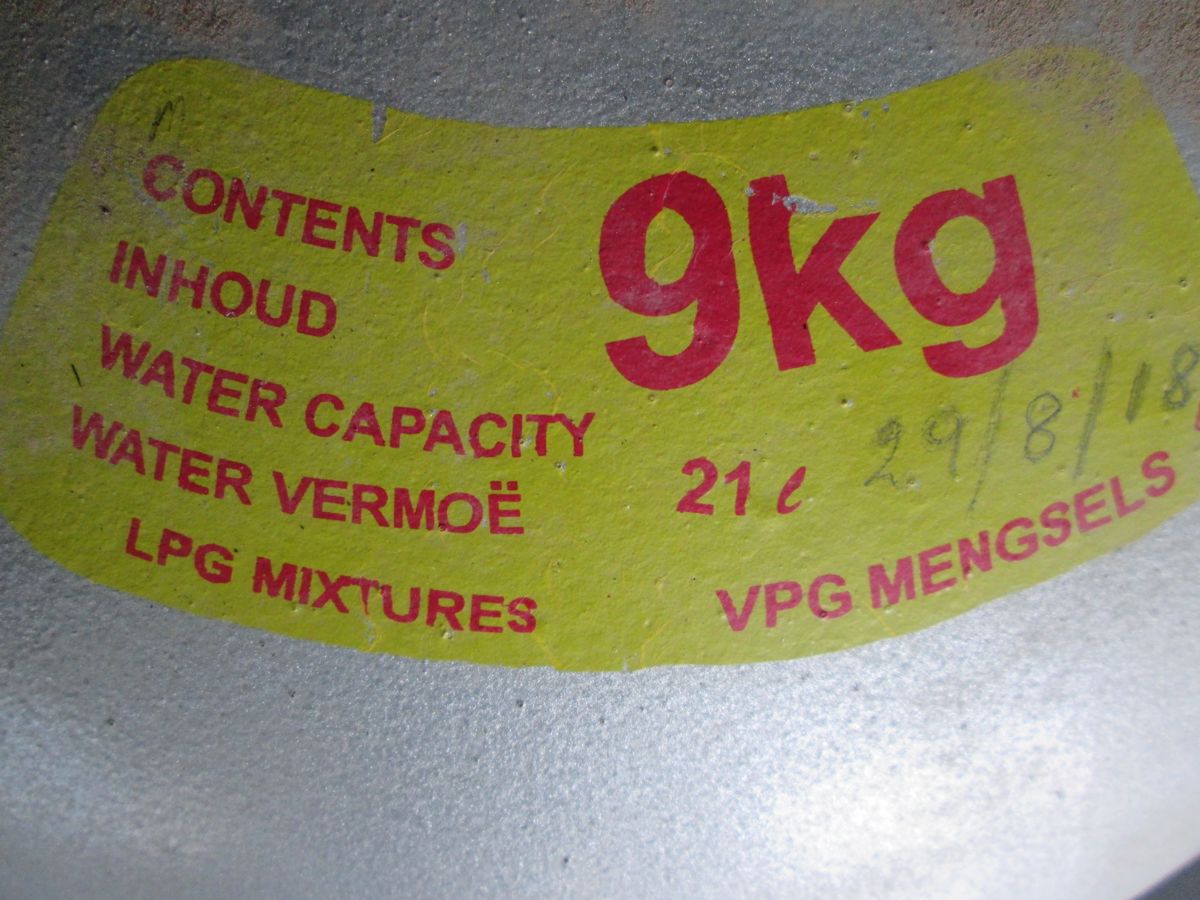 CONTENTS
INHOUD
9kg
WATER CAPACITY
WATER VERMOË
21 ℓ
29/8/18
LPG MIXTURES
VPG MENGSELS